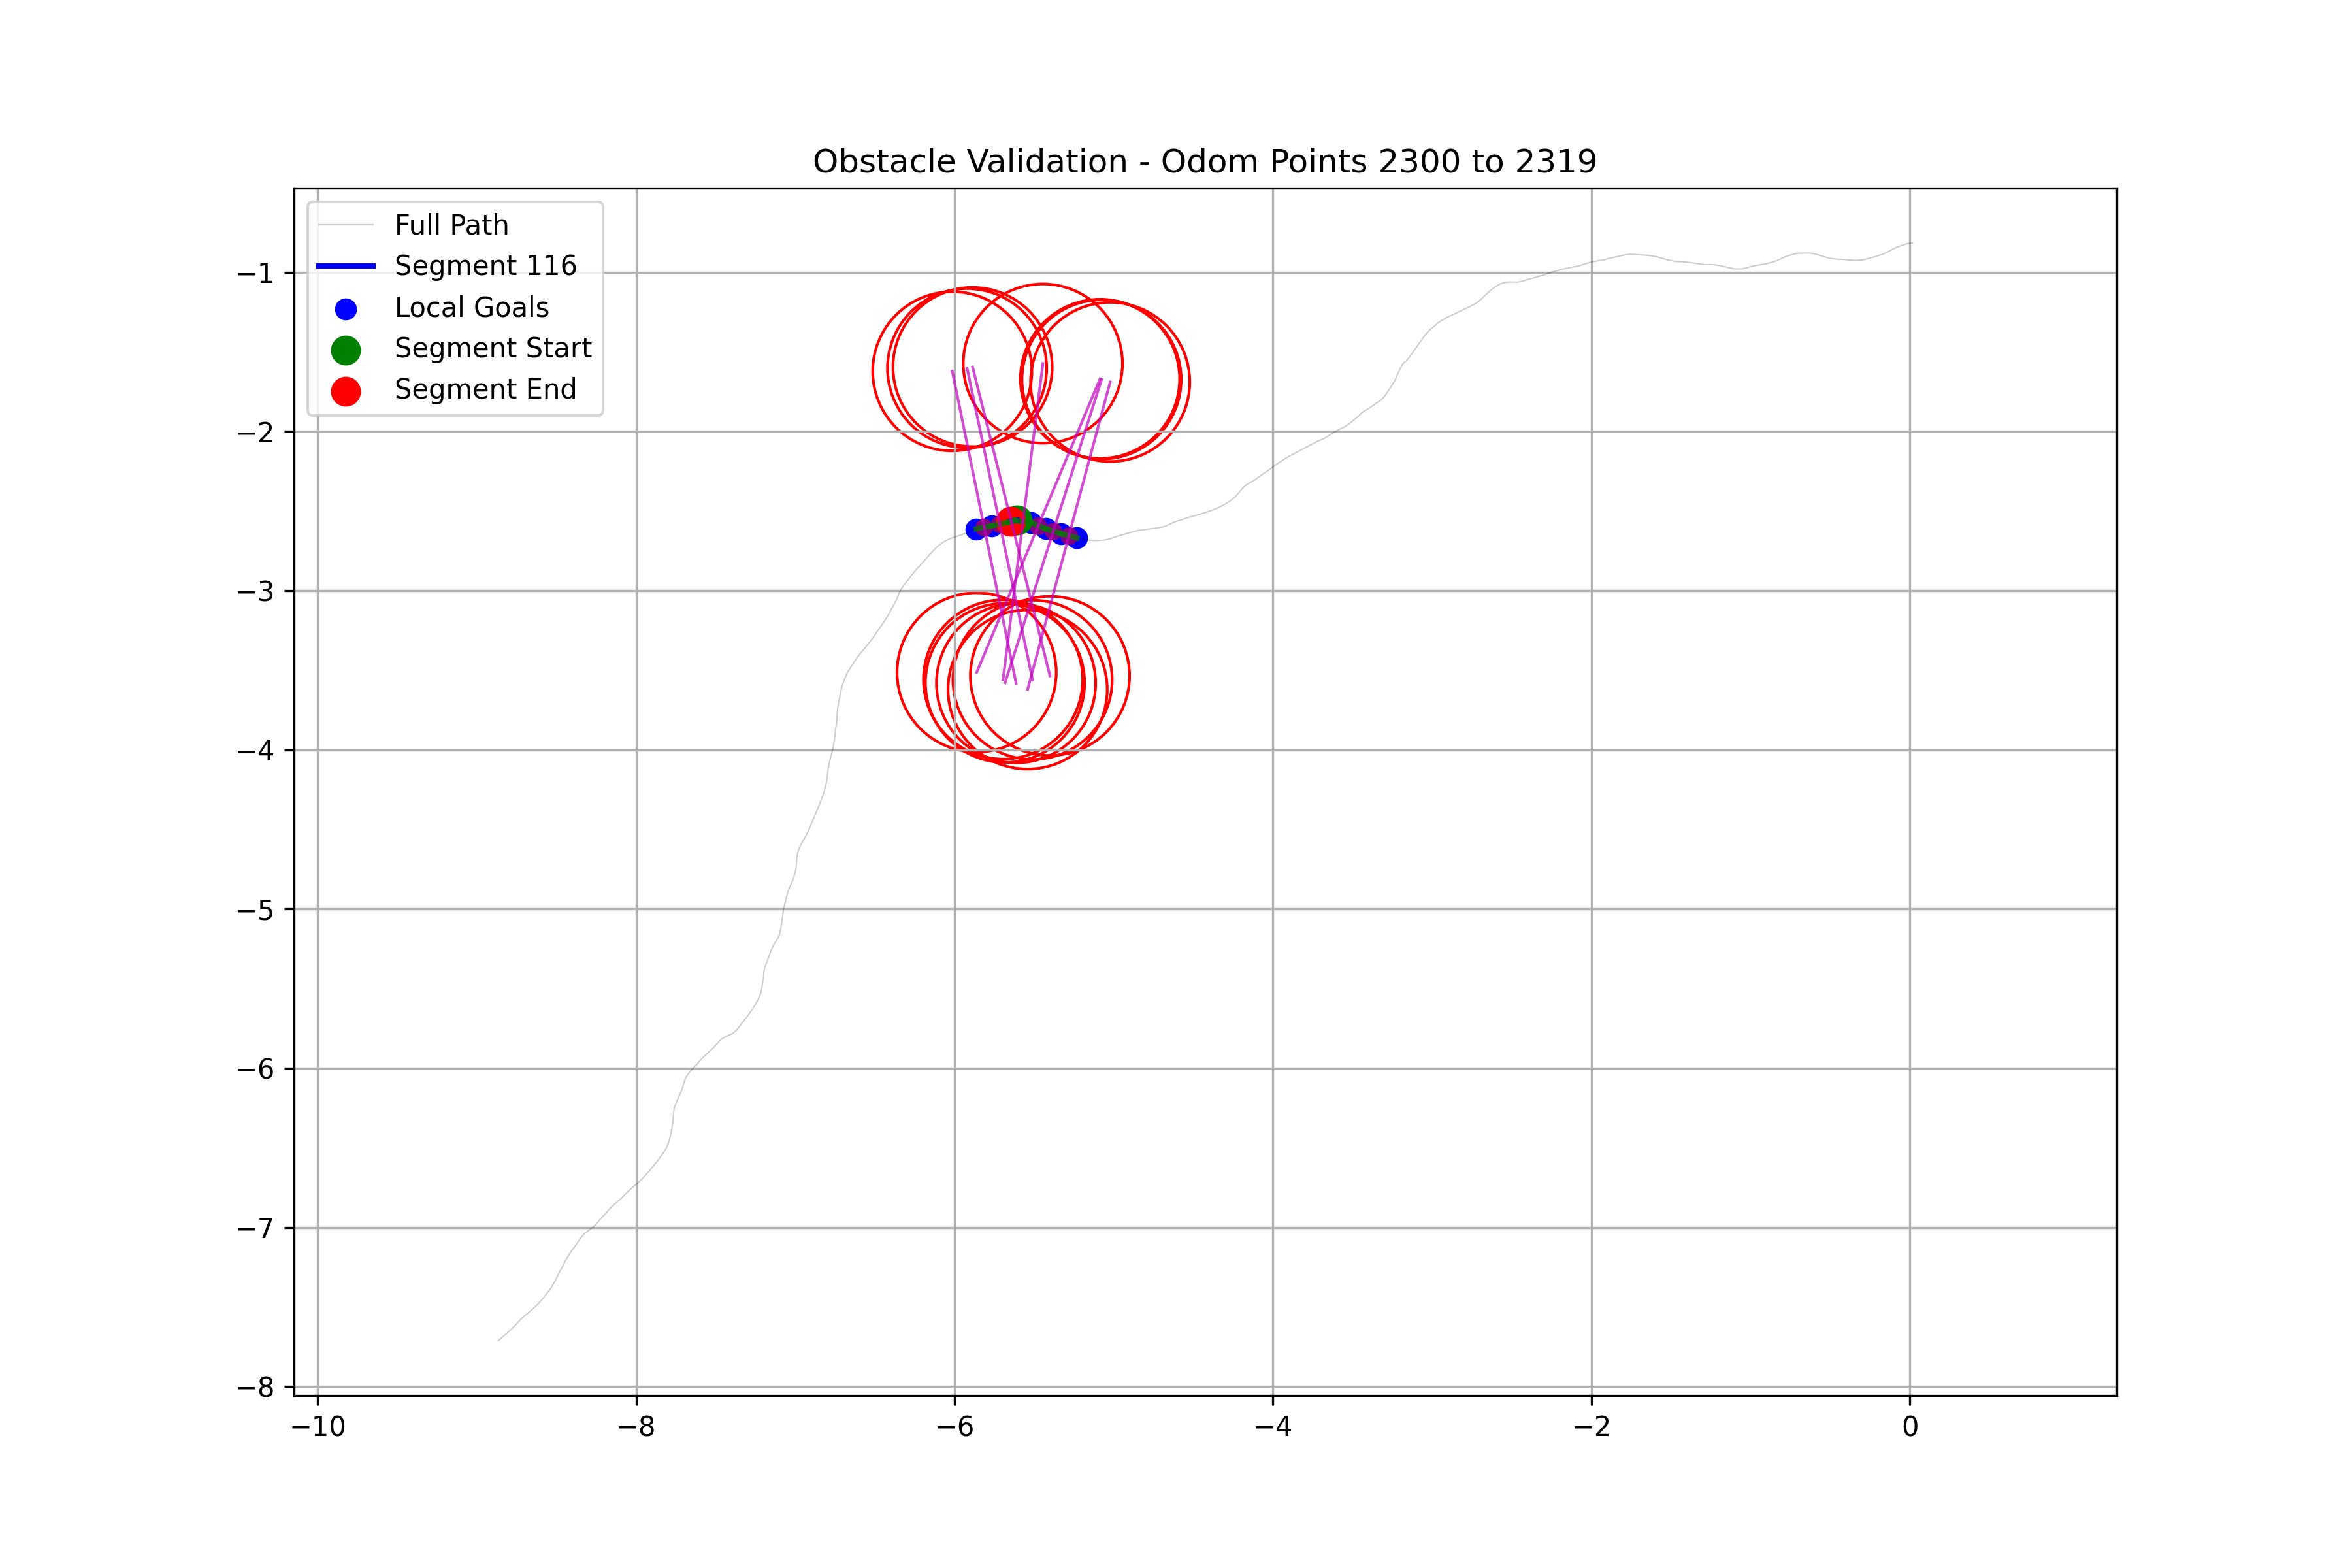 Obstacle Validation - Odom Points 2300 to 2319
Full Path
Segment 116
Local Goals
Segment Start
Segment End
−1
−2
−3
−4
−5
−6
−7
−8
−10 −8 −6 −4 −2 0